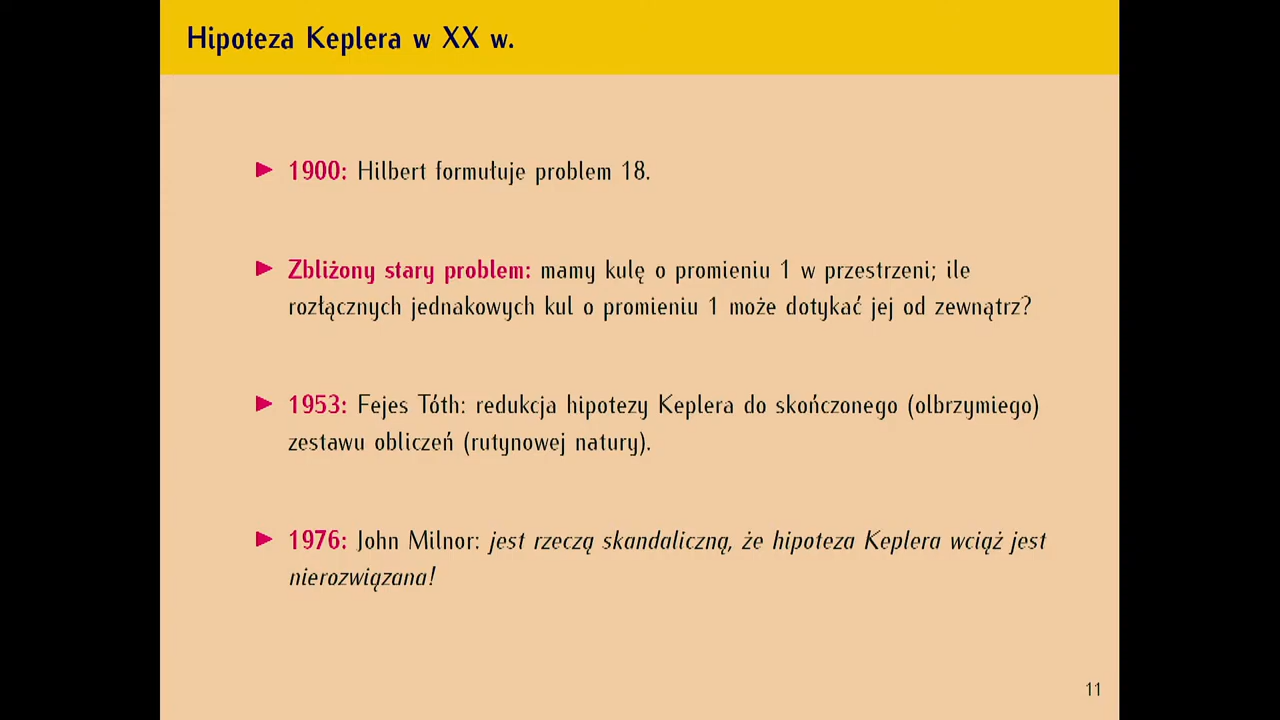 Hipoteza Keplera w XX w.
► 1900: Hilbert formułuje problem 18.
► Zbliżony stary problem: mamy kulę o promieniu 1 w przestrzeni; ile
rozłącznych jednakowych kul o promieniu 1 może dotykać jej od zewnątrz?
► 1953: Fejes Tóth: redukcja hipotezy Keplera do skończonego (olbrzymiego)
zestawu obliczeń (rutynowej natury).
► 1976: John Milnor: jest rzeczą skandaliczną, że hipoteza Keplera wciąż jest
nierozwiązana!
11